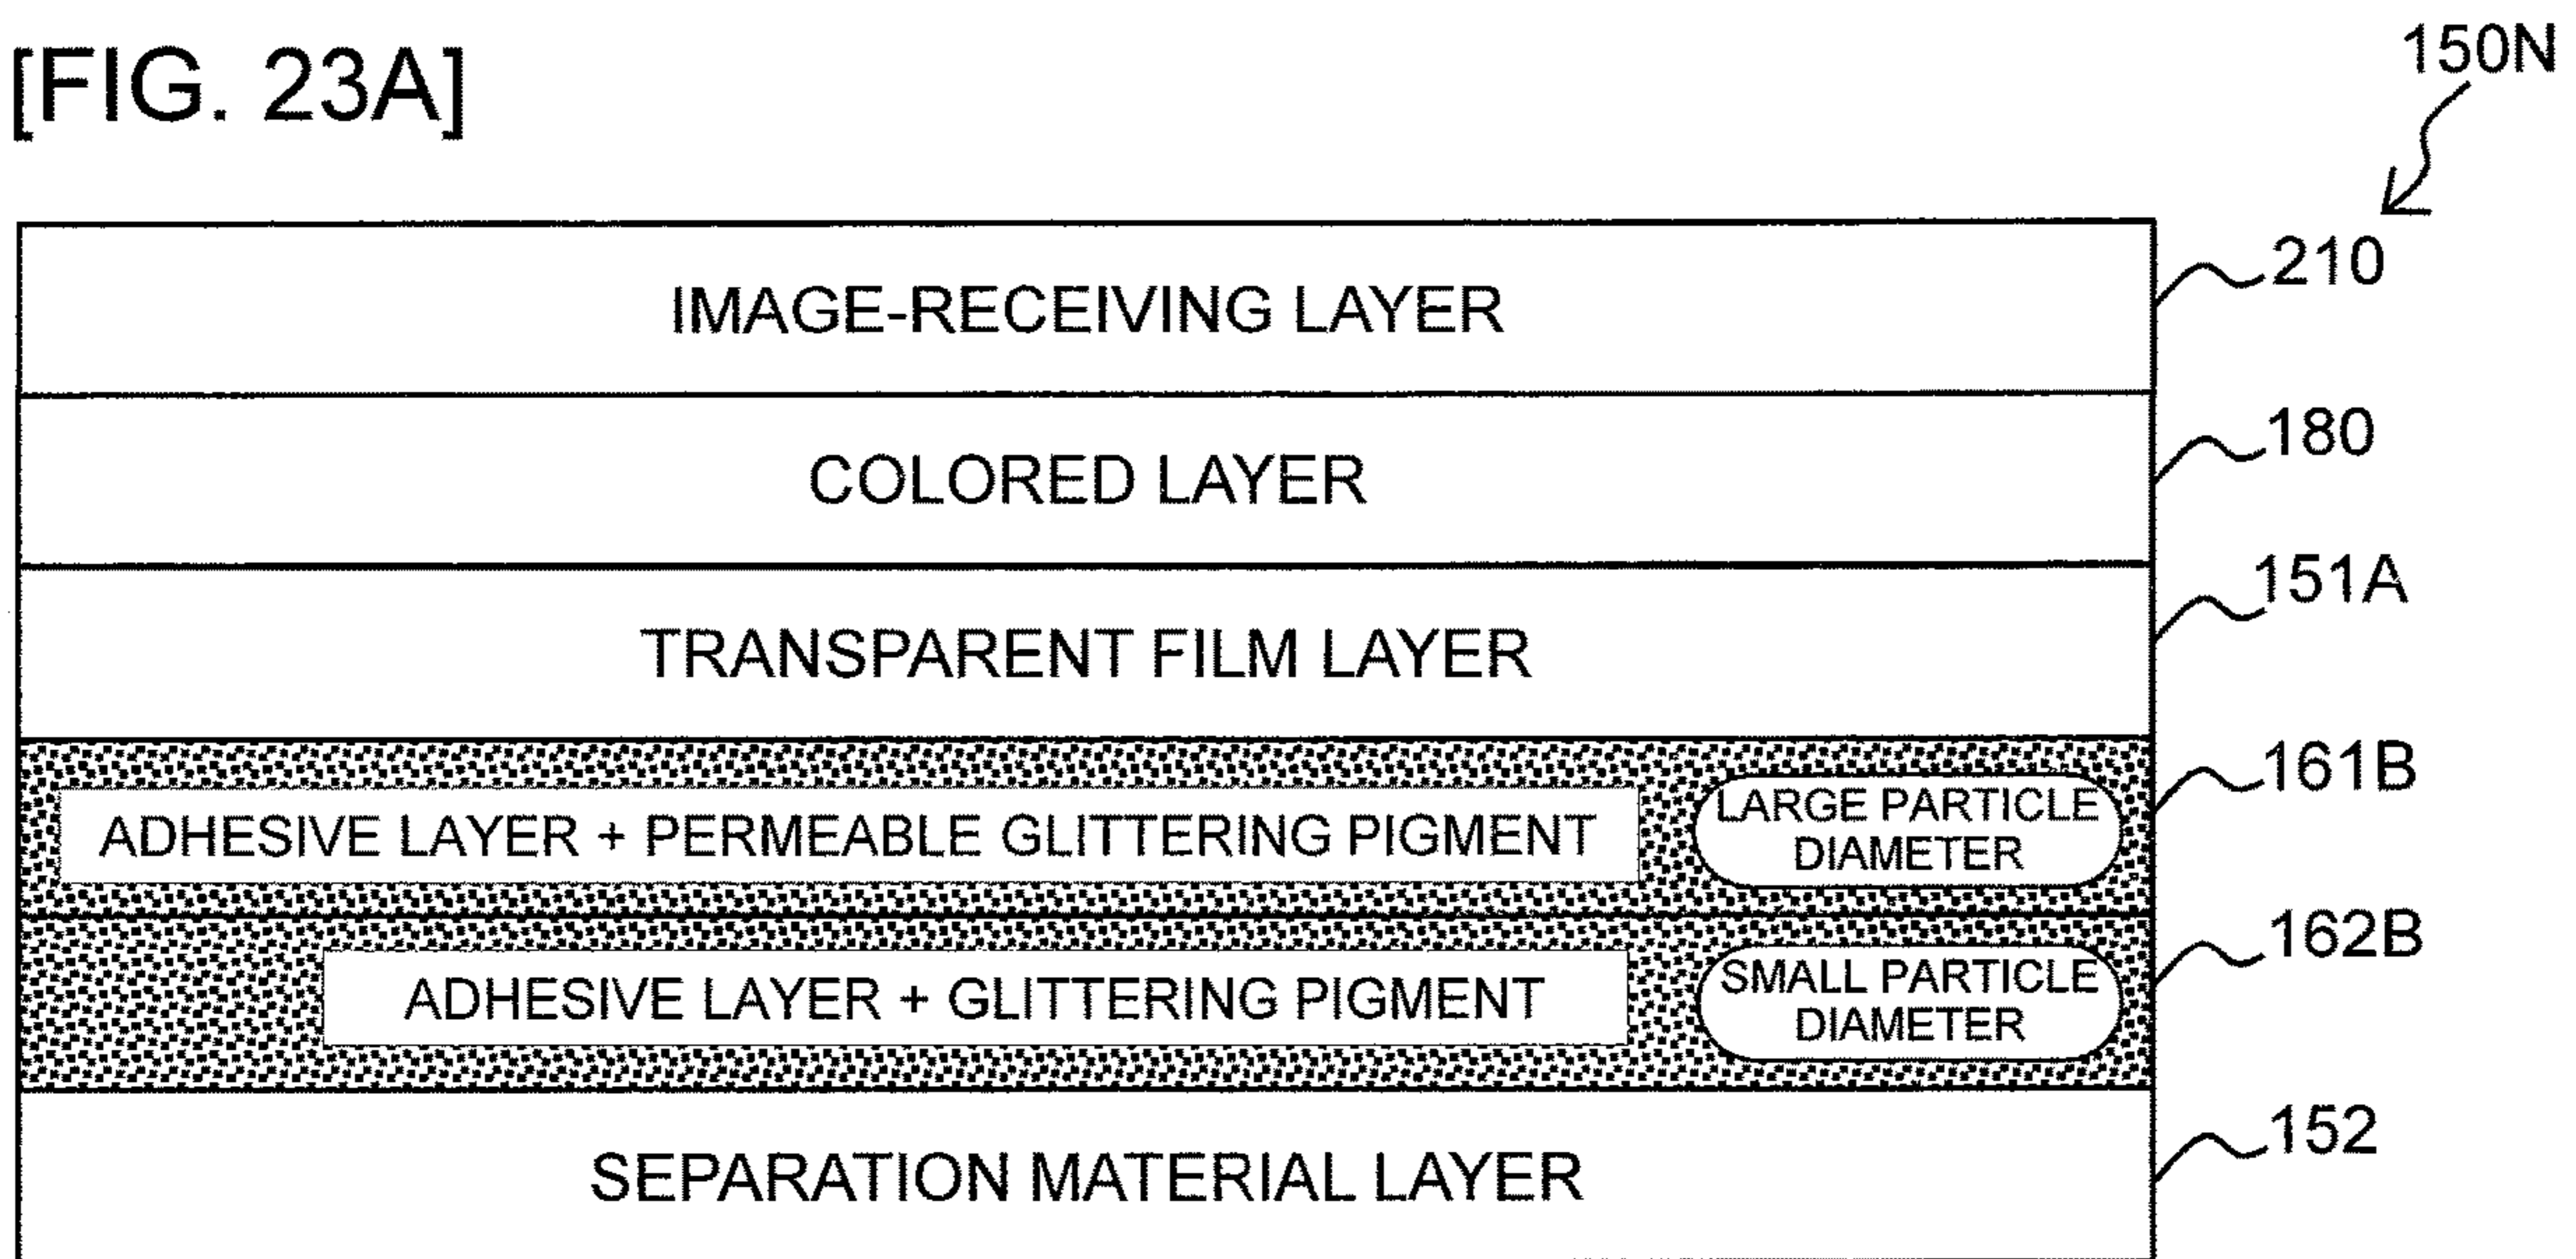 [FIG. 23A]
150N
IMAGE-RECEIVING LAYER
210
COLORED LAYER
180
TRANSPARENT FILM LAYER
151A
ADHESIVE LAYER + PERMEABLE GLITTERING PIGMENT
LARGE PARTICLE
DIAMETER
161B
ADHESIVE LAYER + GLITTERING PIGMENT
SMALL PARTICLE
DIAMETER
162B
SEPARATION MATERIAL LAYER
152